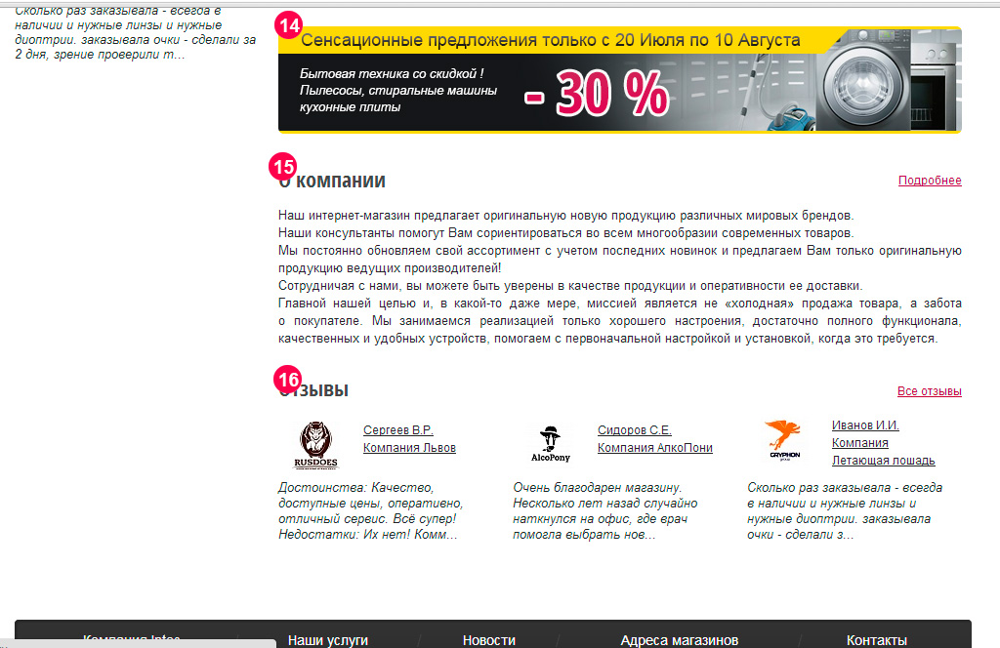 Сколько раз заказывала - всегда в
наличии и нужные линзы и нужные
диоптрии. заказывала очки - сделали за
2 дня, зрение проверили т...
14
Сенсационные предложения только с 20 Июля по 10 Августа
Бытовая техника со скидкой !
Пылесосы, стиральные машины
кухонные плиты
- 30 %
15
О компании
Подробнее
Наш интернет-магазин предлагает оригинальную новую продукцию различных мировых брендов.
Наши консультанты помогут Вам сориентироваться во всем многообразии современных товаров.
Мы постоянно обновляем свой ассортимент с учетом последних новинок и предлагаем Вам только оригинальную
продукцию ведущих производителей!
Сотрудничая с нами, вы можете быть уверены в качестве продукции и оперативности ее доставки.
Главной нашей целью и, в какой-то даже мере, миссией является не «холодная» продажа товара, а забота
о покупателе. Мы занимаемся реализацией только хорошего настроения, достаточно полного функционала,
качественных и удобных устройств, помогаем с первоначальной настройкой и установкой, когда это требуется.
16
Отзывы
Все отзывы
RUSDOES
Сергеев В.Р.
Компания Львов
Достоинства: Качество,
доступные цены, оперативно,
отличный сервис. Всё супер!
Недостатки: Их нет! Комм...
AlcoPony
Сидоров С.Е.
Компания АлкоПони
Очень благодарен магазину.
Несколько лет назад случайно
наткнулся на офис, где врач
помогла выбрать нов...
GRYPHON
Иванов И.И.
Компания
Летающая лошадь
Сколько раз заказывала - всегда
в наличии и нужные линзы и
нужные диоптрии. заказывала
очки - сделали з...
Компания Intec
Наши услуги
Новости
Адреса магазинов
Контакты